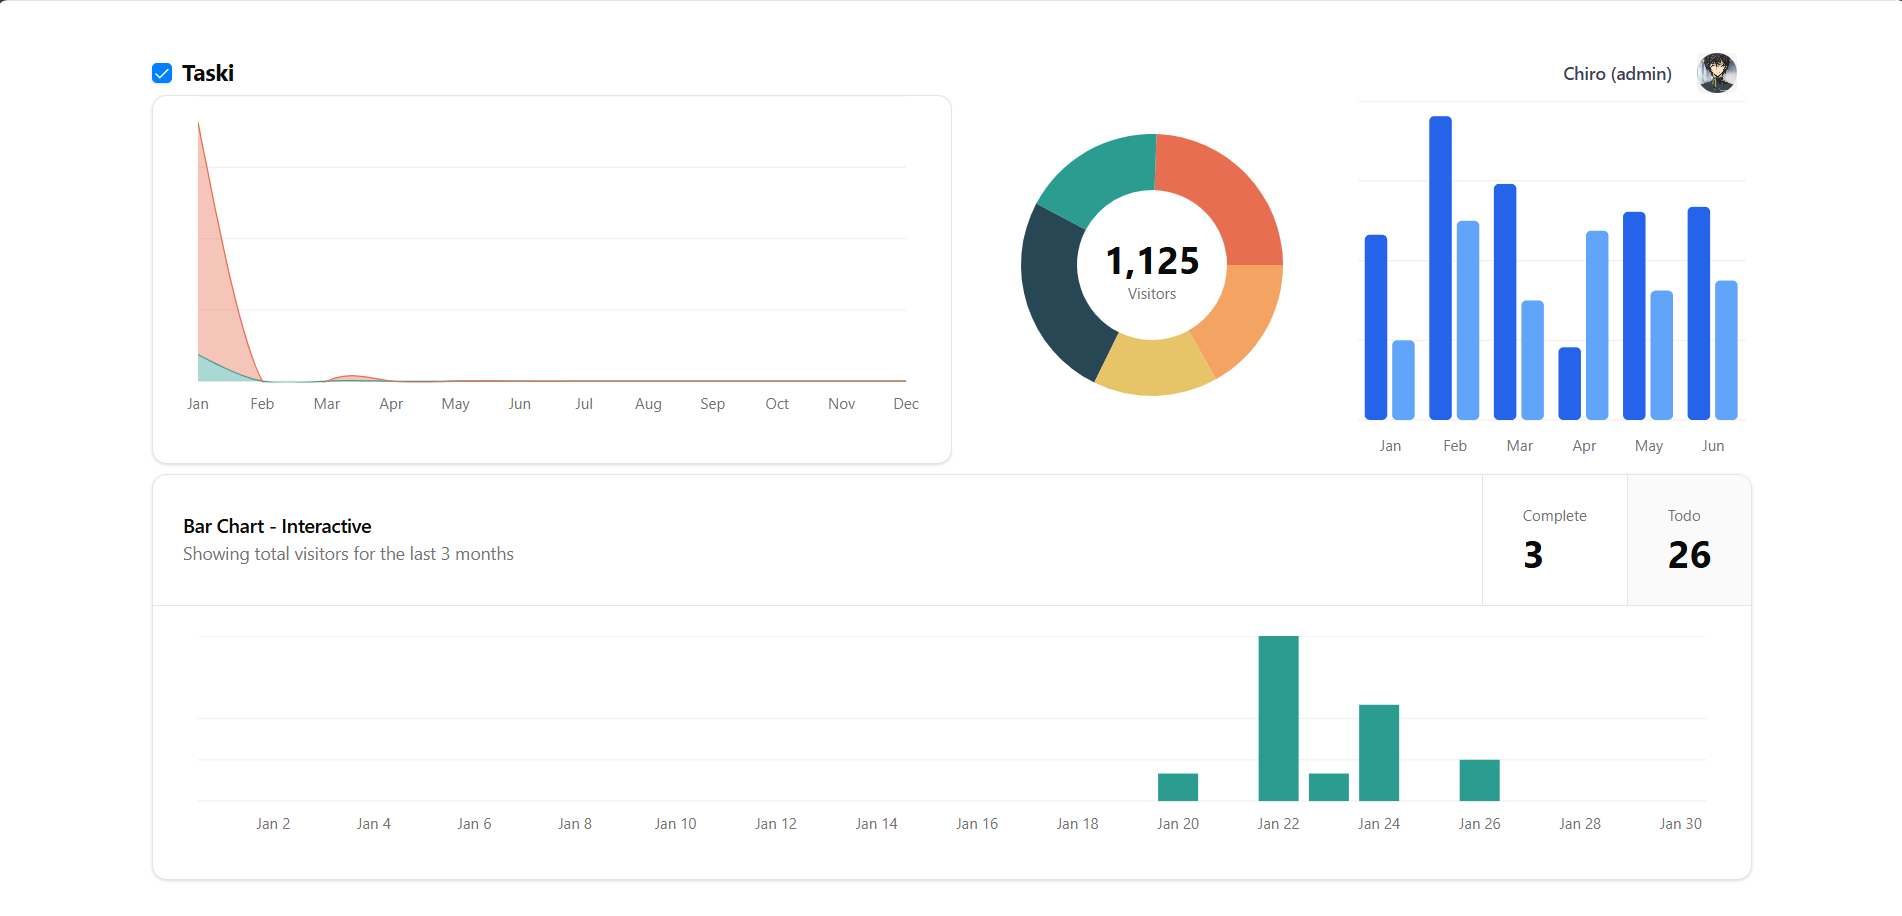 Taski
Chiro (admin)
Jan Feb Mar Apr May Jun Jul Aug Sep Oct Nov Dec
1,125
Visitors
Jan Feb Mar Apr May Jun
Bar Chart - Interactive
Showing total visitors for the last 3 months
Complete
3
Todo
26
Jan 2 Jan 4 Jan 6 Jan 8 Jan 10 Jan 12 Jan 14 Jan 16 Jan 18 Jan 20 Jan 22 Jan 24 Jan 26 Jan 28 Jan 30